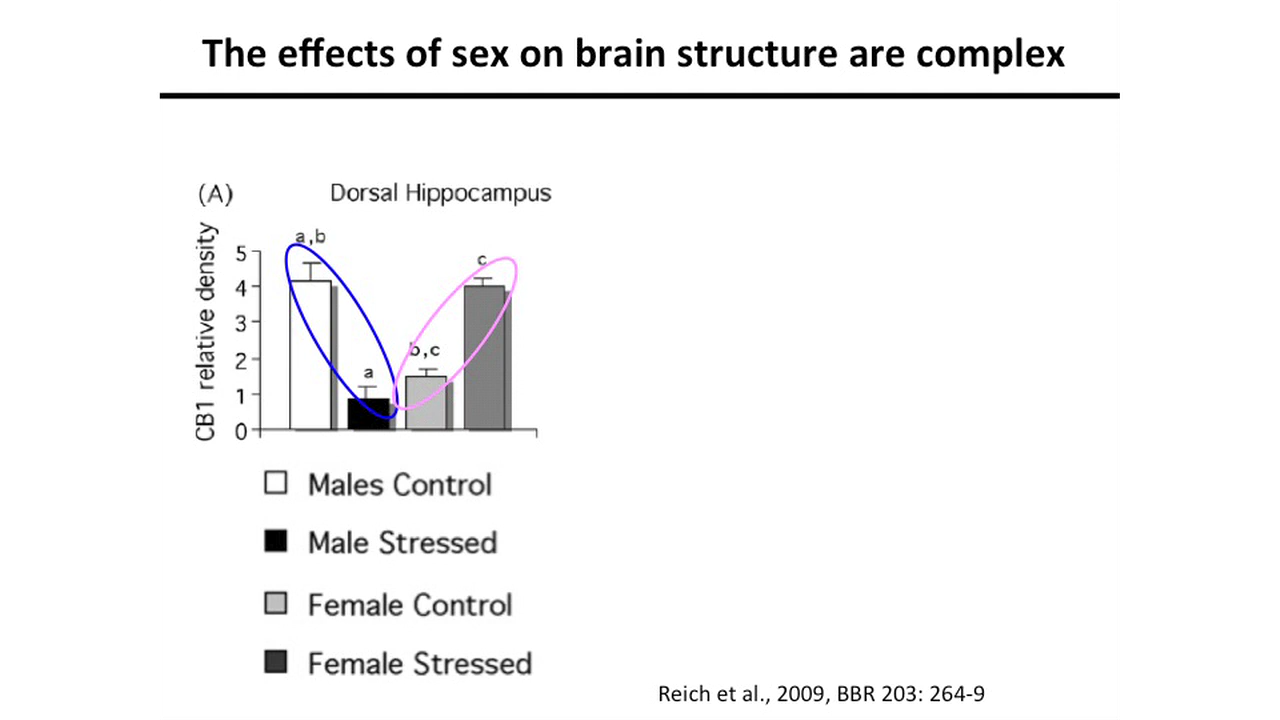 The effects of sex on brain structure are complex
(A) Dorsal Hippocampus
CB1 relative density
5
4
3
2
1
0
a,b
a
b,c
c
Males Control
Male Stressed
Female Control
Female Stressed
Reich et al., 2009, BBR 203: 264-9